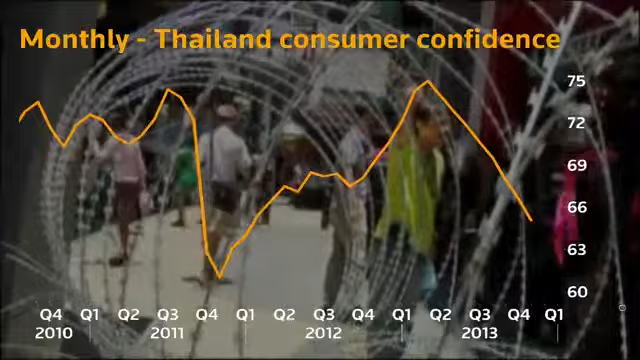 Monthly - Thailand consumer confidence
75
72
69
66
63
60
Q4 Q1 Q2 Q3 Q4 Q1 Q2 Q3 Q4 Q1 Q2 Q3 Q4 Q1
2010 2011 2012 2013